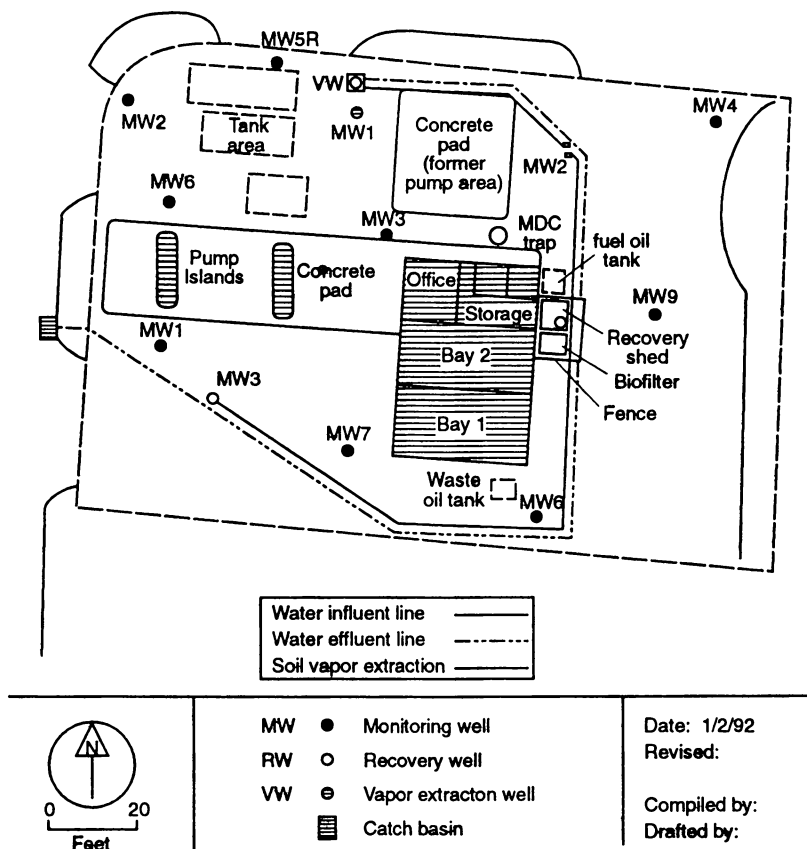 MW5R
VW
MW4
MW2
MW1
Tank
area
Concrete
pad
(former
pump area)
MW2
MW6
MW3
MDC
trap
fuel oil
tank
Pump
Islands
Concrete
pad
Office
Storage
MW9
Recovery
shed
MW1
Bay 2
Biofilter
MW3
Fence
Bay 1
MW7
Waste
oil tank
MW6
Water influent line
Water effluent line
Soil vapor extraction
N
0 20
Feet
MW Monitoring well
RW Recovery well
VW Vapor extracton well
Catch basin
Date: 1/2/92
Revised:
Compiled by:
Drafted by: